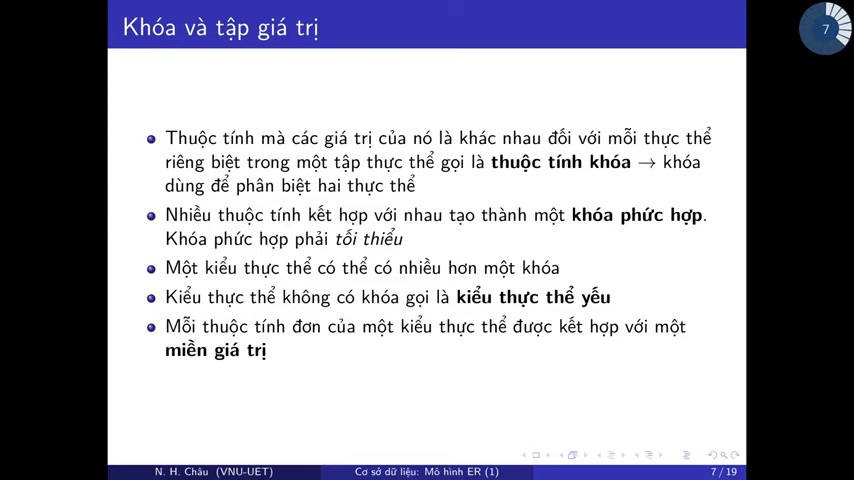 Khóa và tập giá trị
7
Thuộc tính mà các giá trị của nó là khác nhau đối với mỗi thực thể
riêng biệt trong một tập thực thể gọi là thuộc tính khóa → khóa
dùng để phân biệt hai thực thể
Nhiều thuộc tính kết hợp với nhau tạo thành một khóa phức hợp.
Khóa phức hợp phải tối thiểu
Một kiểu thực thể có thể có nhiều hơn một khóa
Kiểu thực thể không có khóa gọi là kiểu thực thể yếu
Mỗi thuộc tính đơn của một kiểu thực thể được kết hợp với một
miền giá trị
N. H. Châu (VNU-UET)
Cơ sở dữ liệu: Mô hình ER (1)
7 / 19